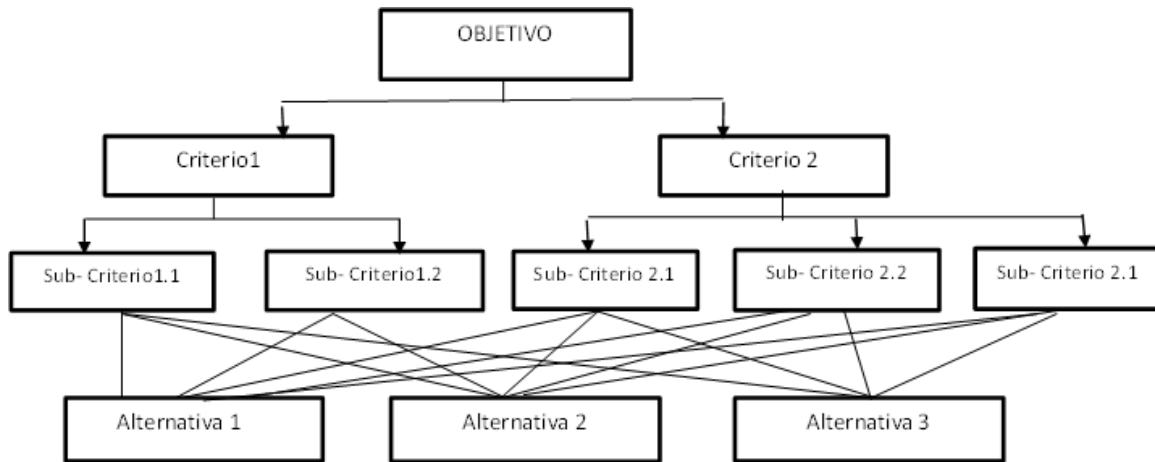 OBJETIVO
Criterio1
Criterio 2
Sub- Criterio1.1
Sub- Criterio1.2
Sub- Criterio 2.1
Sub- Criterio 2.2
Sub- Criterio 2.1
Alternativa 1
Alternativa 2
Alternativa 3